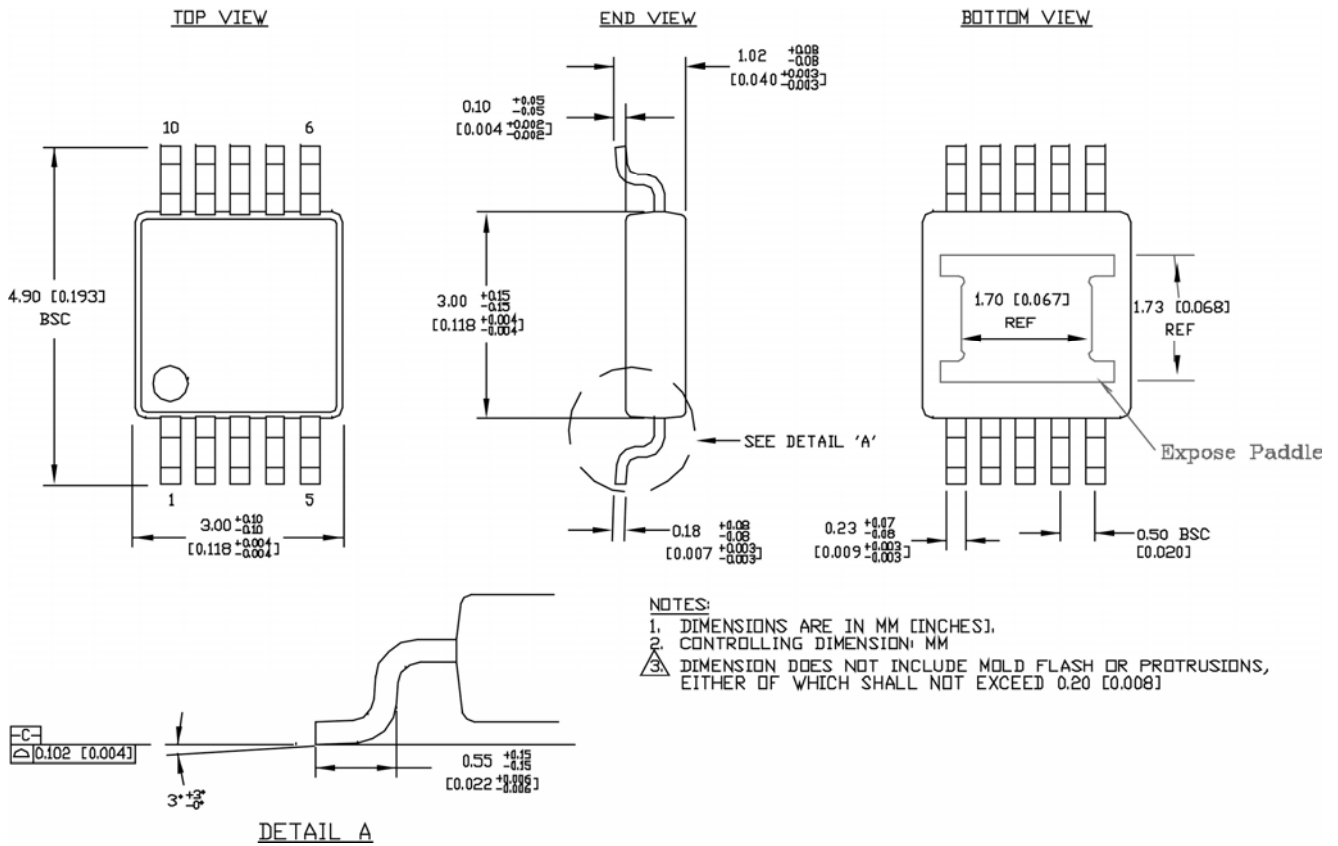 TOP VIEW
END VIEW
BOTTOM VIEW
1.02 +0.08 -0.08
[0.040 +0.003 -0.003]
0.10 +0.05 -0.05
[0.004 +0.002 -0.002]
10
6
4.90 [0.193]
BSC
3.00 +0.15 -0.15
[0.118 +0.004 -0.004]
1.70 [0.067]
REF
1.73 [0.068]
REF
SEE DETAIL 'A'
Expose Paddle
1
5
3.00 +0.10 -0.10
[0.118 +0.004 -0.004]
0.18 +0.08 -0.08
[0.007 +0.003 -0.003]
0.23 +0.07 -0.08
[0.009 +0.003 -0.003]
0.50 BSC
[0.020]
NOTES:
1. DIMENSIONS ARE IN MM [INCHES].
2. CONTROLLING DIMENSION: MM
3. DIMENSION DOES NOT INCLUDE MOLD FLASH OR PROTRUSIONS,
EITHER OF WHICH SHALL NOT EXCEED 0.20 [0.008]
-C-
0.102 [0.004]
3° +3° -0°
0.55 +0.15 -0.15
[0.022 +0.006 -0.006]
DETAIL A